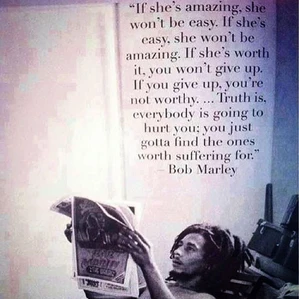 “If she’s amazing, she
won’t be easy. If she’s
easy, she won’t be
amazing. If she’s worth
it, you won’t give up.
If you give up, you’re
not worthy. ... Truth is,
everybody is going to
hurt you; you just
gotta find the ones
worth suffering for.”
– Bob Marley